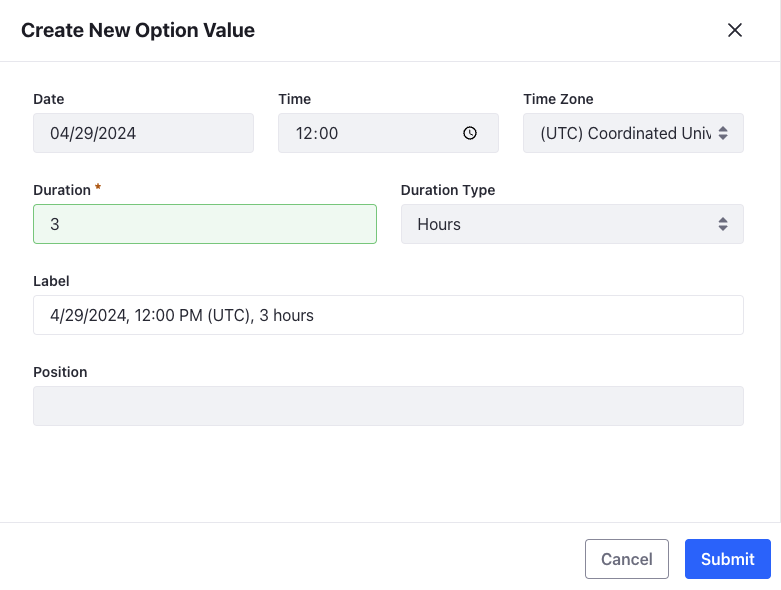 Create New Option Value
Date Time Time Zone
04/29/2024 12:00 (UTC) Coordinated Univ
Duration * Duration Type
3 Hours
Label
4/29/2024, 12:00 PM (UTC), 3 hours
Position
Cancel Submit